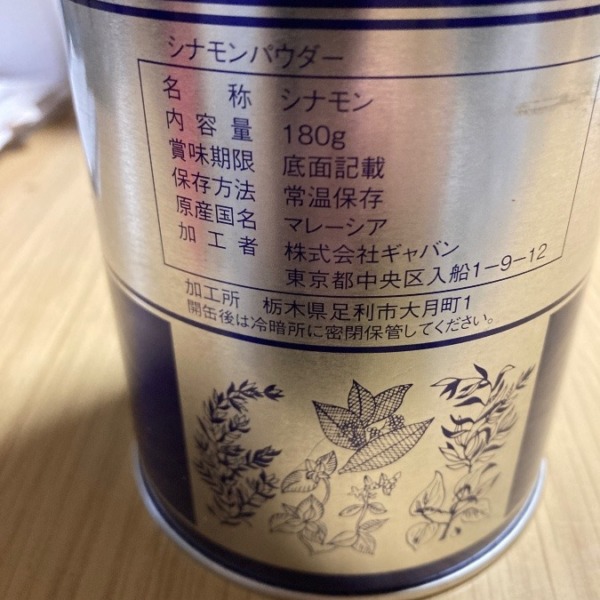 シナモンパウダー
名称 シナモン
内容量 180g
賞味期限 底面記載
保存方法 常温保存
原産国名 マレーシア
加工者 株式会社ギャバン
東京都中央区入船1-9-12
加工所 栃木県足利市大月町1
開缶後は冷暗所に密閉保管してください。